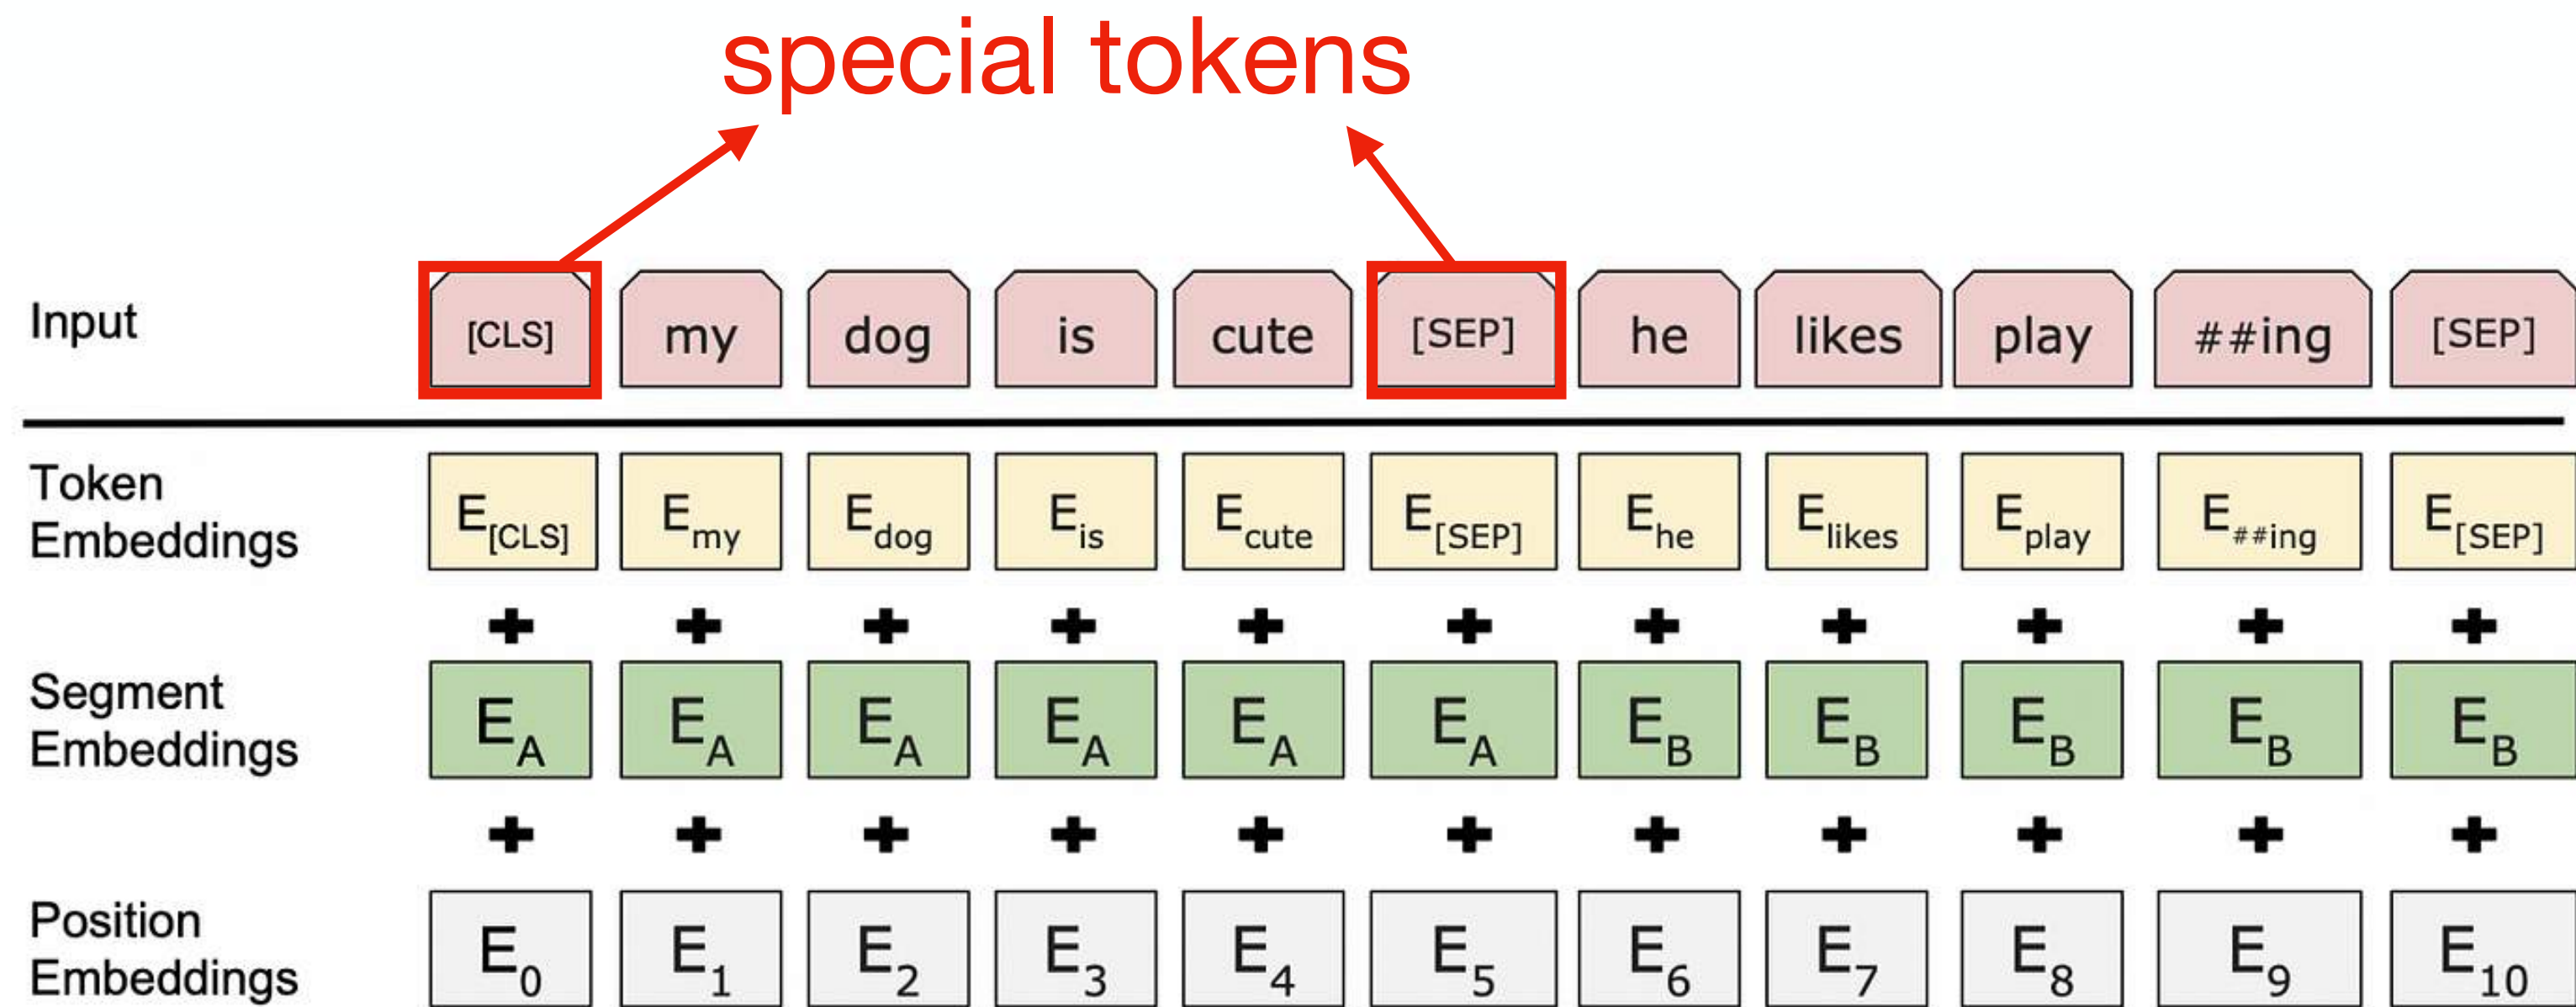 special tokens
Input [CLS] my dog is cute [SEP] he likes play ##ing [SEP]
Token
Embeddings
E[CLS] Emy Edog Eis Ecute E[SEP] Ehe Elikes Eplay E##ing E[SEP]
+ + + + + + + + + + +
Segment
Embeddings
EA EA EA EA EA EA EB EB EB EB EB
+ + + + + + + + + + +
Position
Embeddings
E0 E1 E2 E3 E4 E5 E6 E7 E8 E9 E10